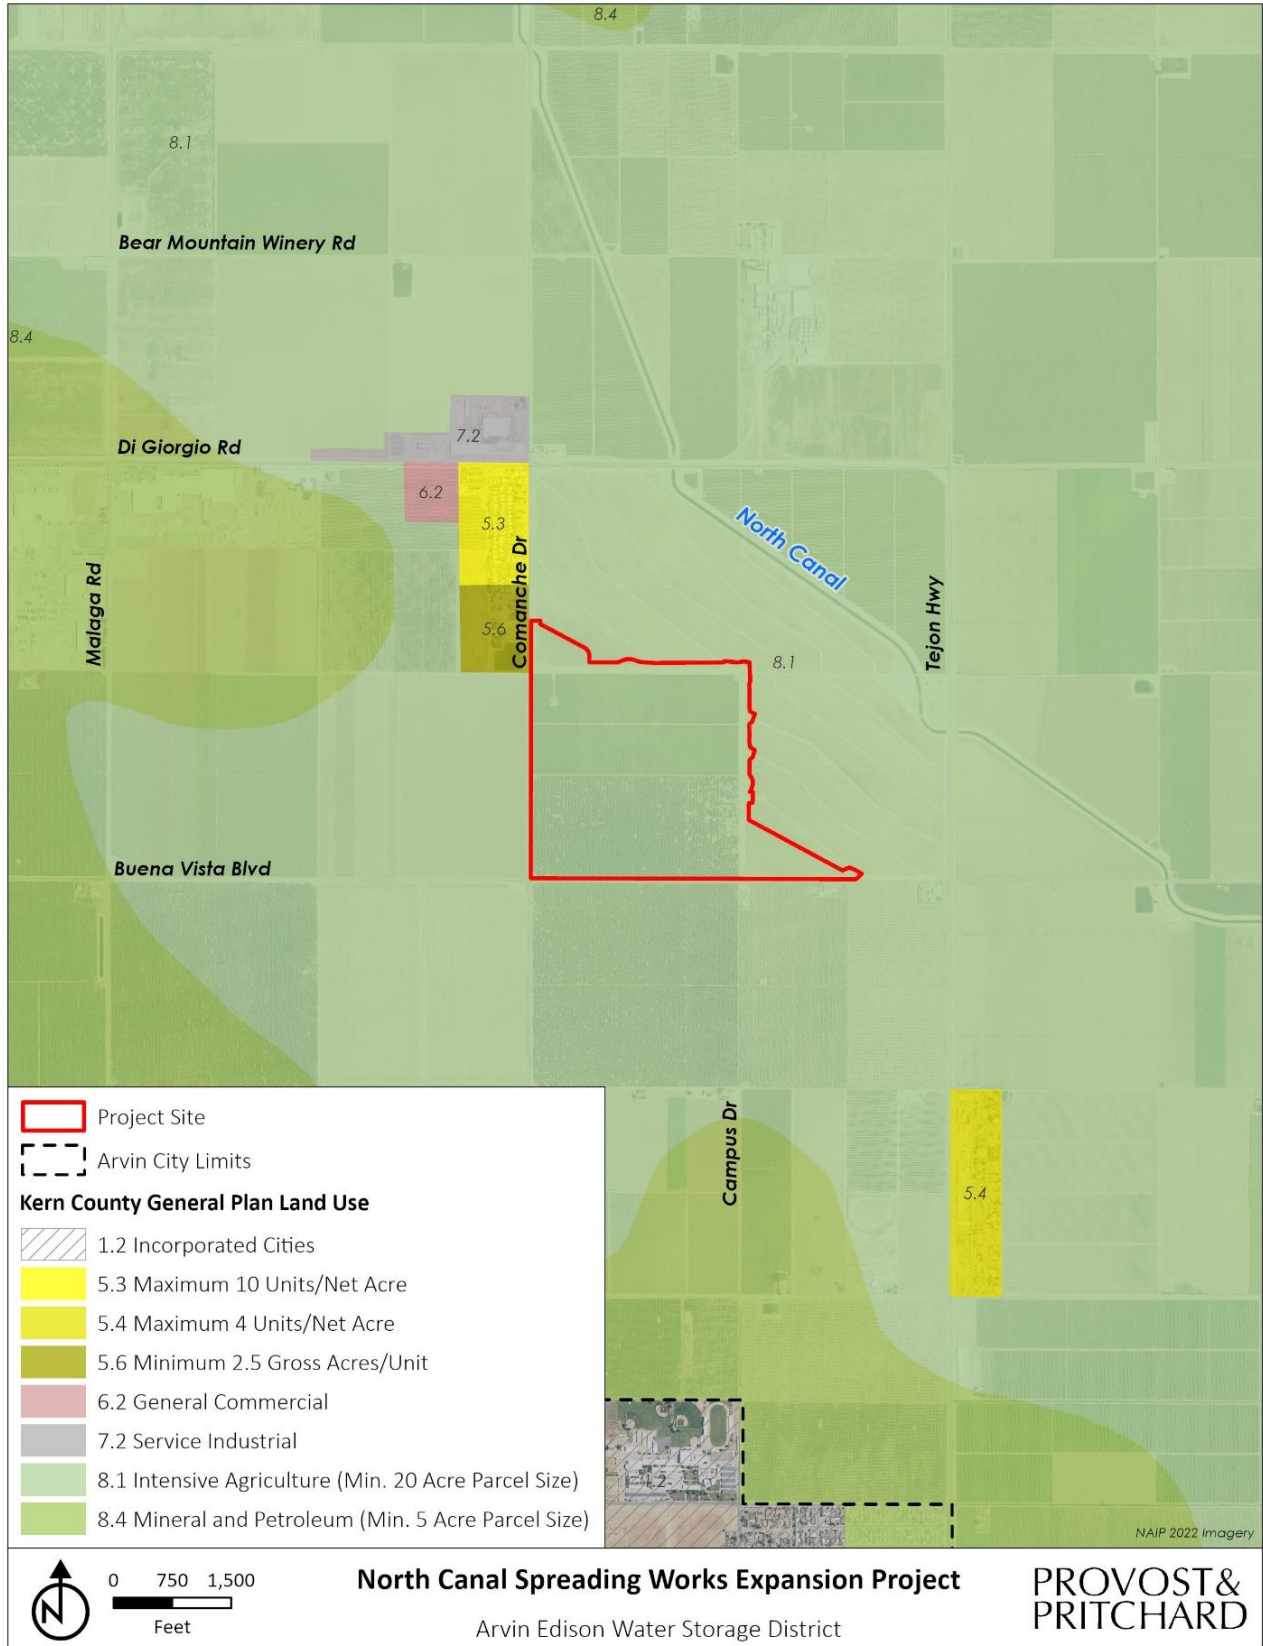 8.4
8.1
Bear Mountain Winery Rd
8.4
Di Giorgio Rd
7.2
6.2
5.3
Comanche Dr
5.6
North Canal
Malaga Rd
Tejon Hwy
8.1
Buena Vista Blvd
Campus Dr
5.4
1.2
NAIP 2022 Imagery
Project Site
Arvin City Limits
Kern County General Plan Land Use
1.2 Incorporated Cities
5.3 Maximum 10 Units/Net Acre
5.4 Maximum 4 Units/Net Acre
5.6 Minimum 2.5 Gross Acres/Unit
6.2 General Commercial
7.2 Service Industrial
8.1 Intensive Agriculture (Min. 20 Acre Parcel Size)
8.4 Mineral and Petroleum (Min. 5 Acre Parcel Size)
N
0 750 1,500
Feet
North Canal Spreading Works Expansion Project
Arvin Edison Water Storage District
PROVOST&
PRITCHARD